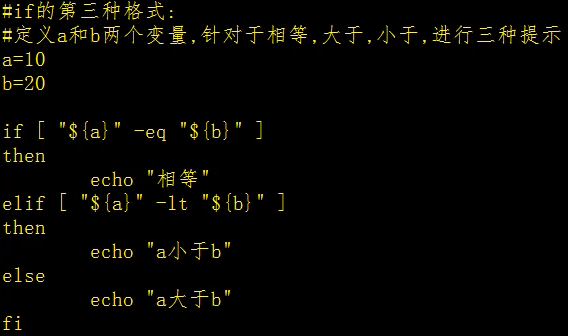 #if的第三种格式:
#定义a和b两个变量,针对于相等,大于,小于,进行三种提示
a=10
b=20
if [ "${a}" -eq "${b}" ]
then
echo "相等"
elif [ "${a}" -lt "${b}" ]
then
echo "a小于b"
else
echo "a大于b"
fi